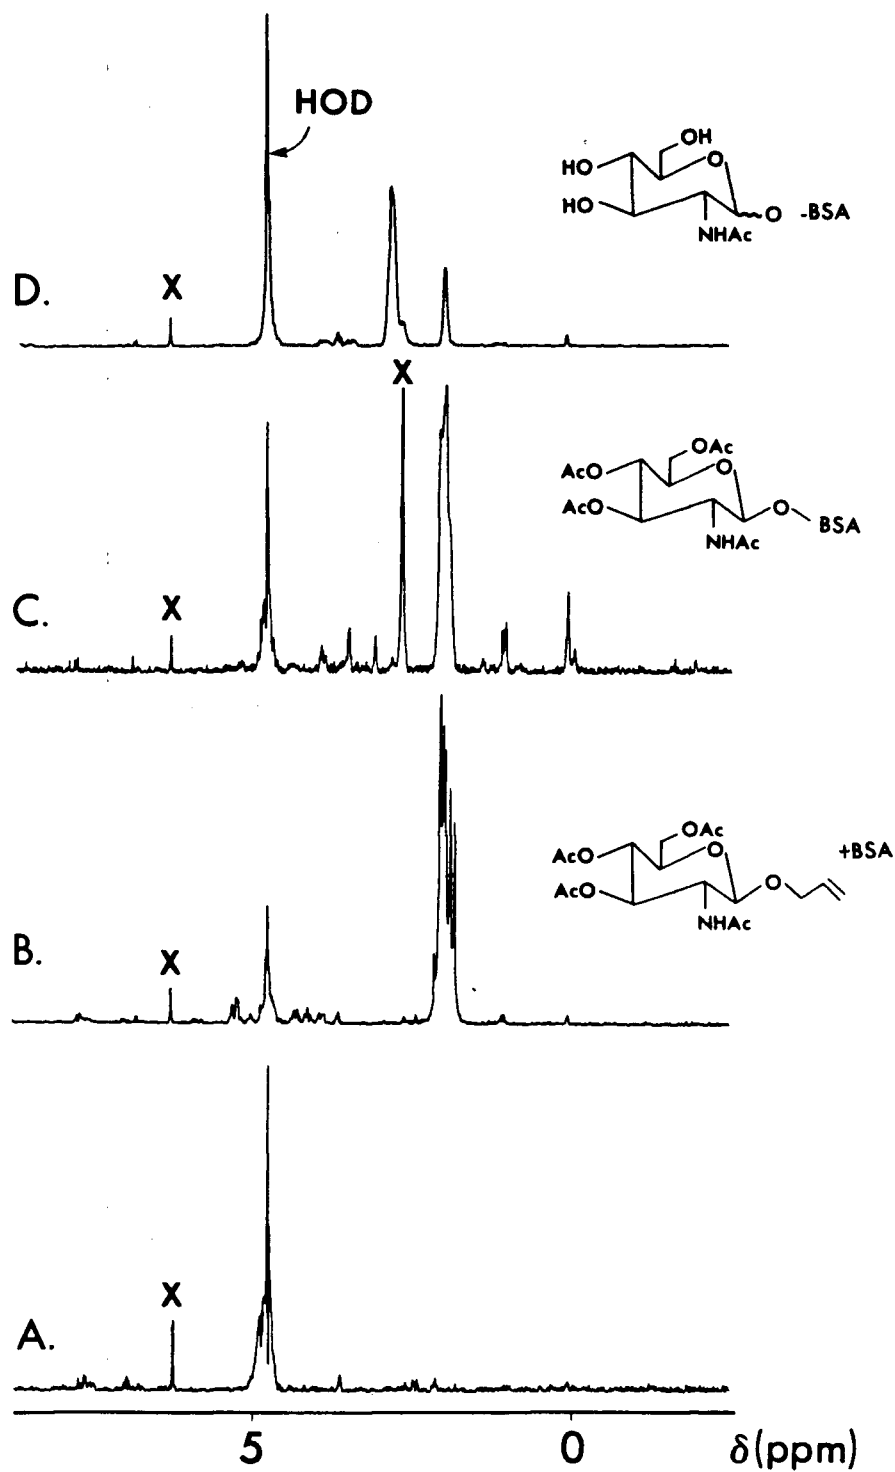 HOD
OH
HO
O
HO
O -BSA
NHAc
X
D.
X
OAc
AcO
O
AcO
O
BSA
NHAc
X
C.
OAc
+BSA
AcO
O
AcO
O
NHAc
B.
X
X
A.
5 0 δ(ppm)